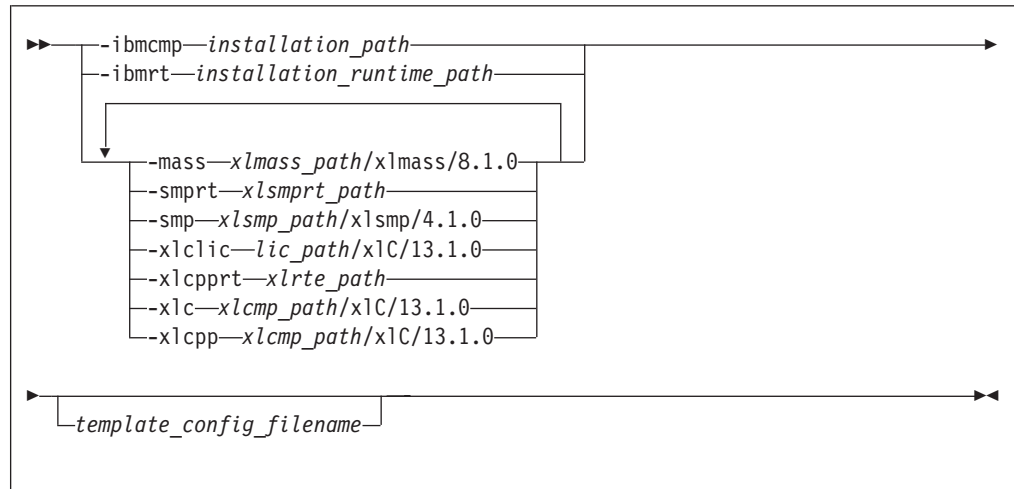 -ibmcmp installation_path
-ibmrt installation_runtime_path
-mass xlmass_path/xlmass/8.1.0
-smprt xlsmprt_path
-smp xlsmp_path/xlsmp/4.1.0
-xlclic lic_path/xlC/13.1.0
-xlcpprt xlrte_path
-xlc xlcmp_path/xlC/13.1.0
-xlcpp xlcmp_path/xlC/13.1.0
template_config_filename